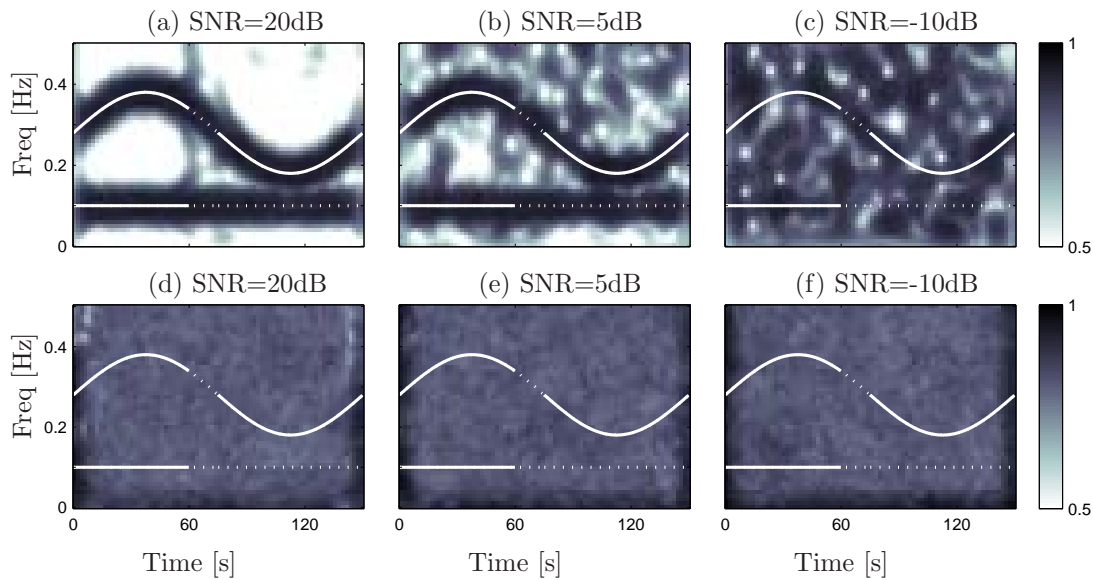 (a) SNR=20dB
(b) SNR=5dB
(c) SNR=-10dB
Freq [Hz]
0.4
0.2
0
1
0.5
(d) SNR=20dB
(e) SNR=5dB
(f) SNR=-10dB
Freq [Hz]
0.4
0.2
0
1
0.5
0 60 120
0 60 120
0 60 120
Time [s]
Time [s]
Time [s]